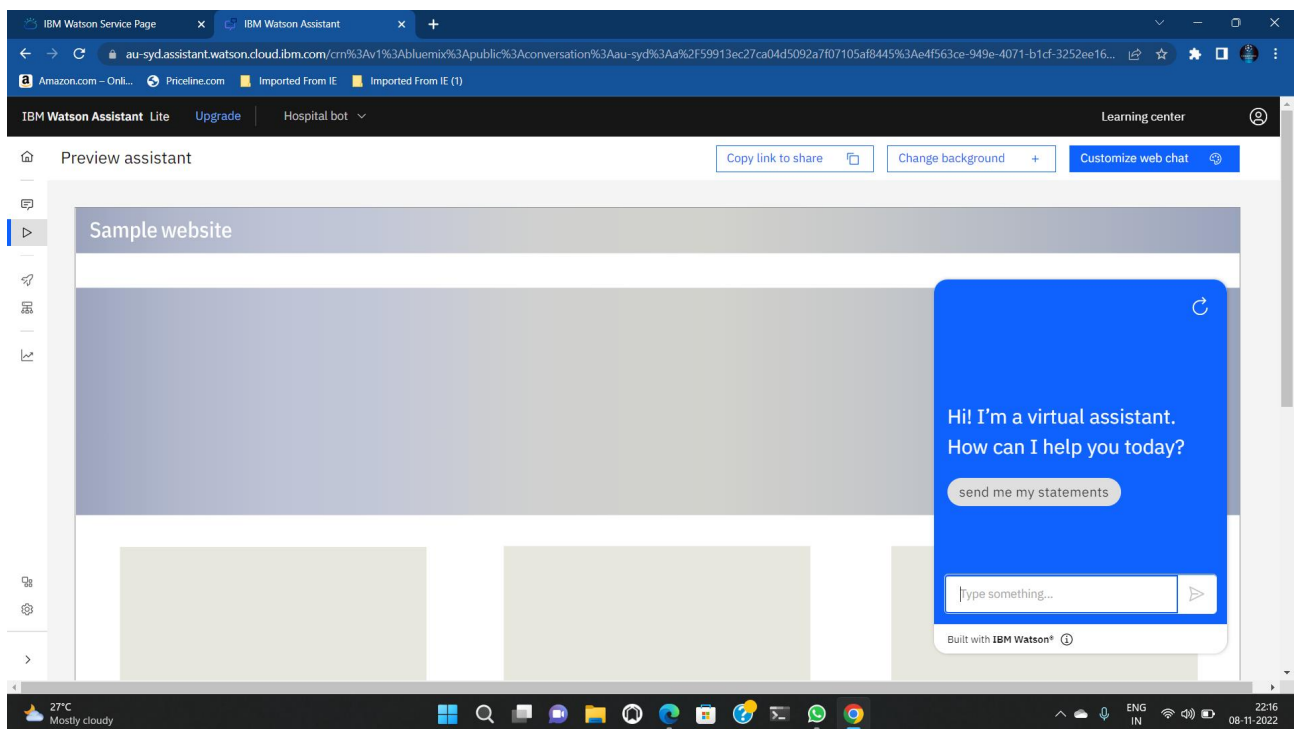 IBM Watson Service Page
IBM Watson Assistant
au-syd.assistant.watson.cloud.ibm.com/crn%3Av1%3Abluemix%3Apublic%3Aconversation%3Aau-syd%3Aa%2F59913ec27ca04d5092a7f07105af8445%3Ae4f563ce-949e-4071-b1cf-3252ee16...
a Amazon.com – Onli... Priceline.com Imported From IE Imported From IE (1)
IBM Watson Assistant Lite Upgrade Hospital bot Learning center
Preview assistant Copy link to share Change background + Customize web chat
Sample website
Hi! I'm a virtual assistant.
How can I help you today?
send me my statements
Type something...
Built with IBM Watson®
27°C
Mostly cloudy
ENG
IN
22:16
08-11-2022